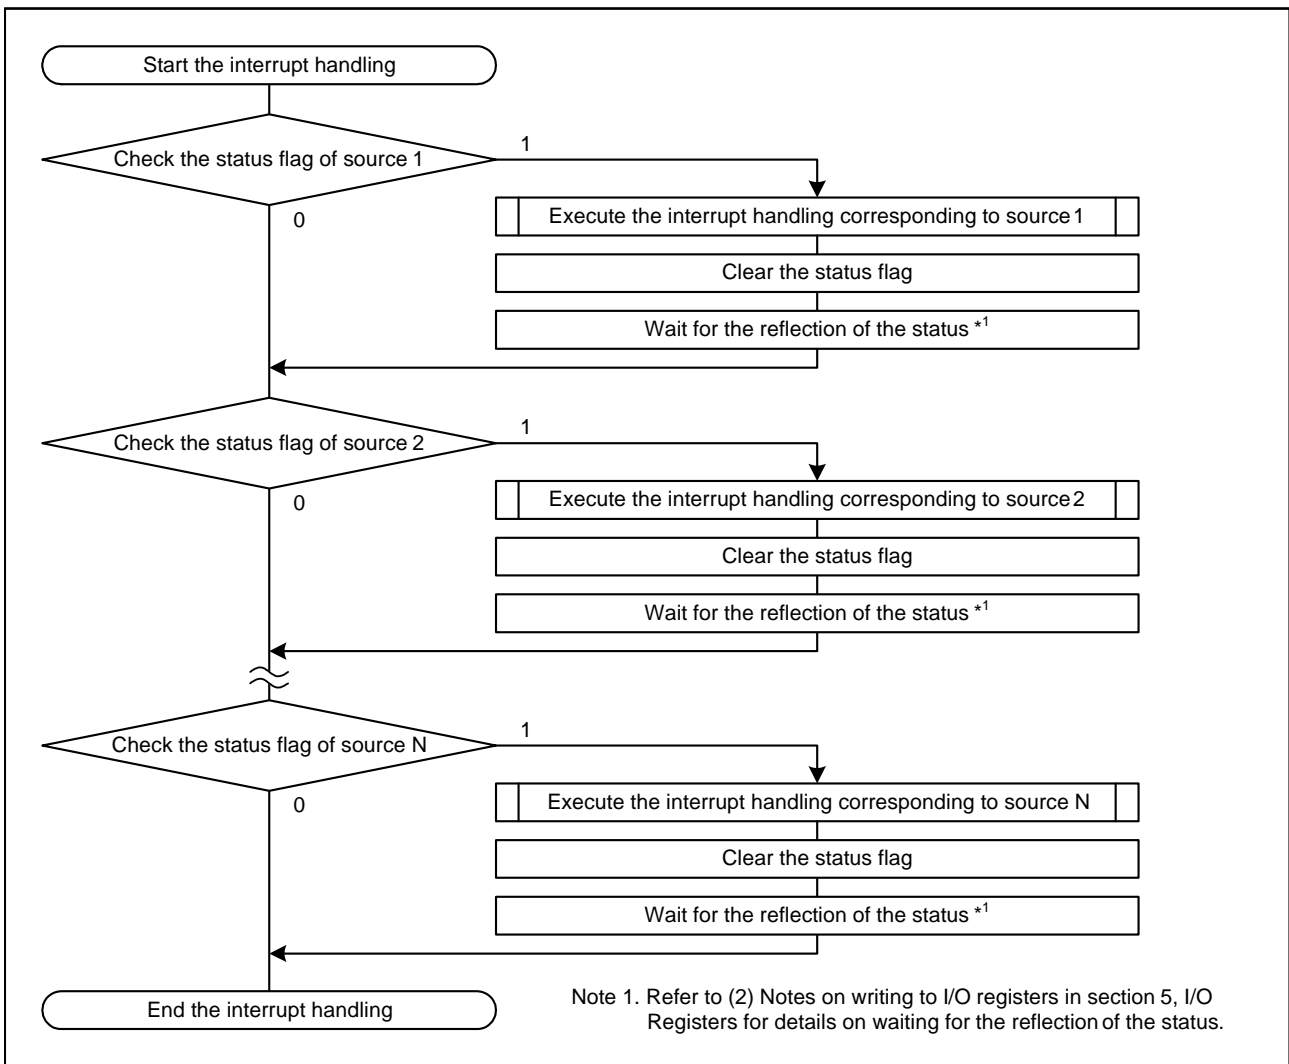 Start the interrupt handling
Check the status flag of source 1
1
0
Execute the interrupt handling corresponding to source 1
Clear the status flag
Wait for the reflection of the status *1
Check the status flag of source 2
1
0
Execute the interrupt handling corresponding to source 2
Clear the status flag
Wait for the reflection of the status *1
Check the status flag of source N
1
0
Execute the interrupt handling corresponding to source N
Clear the status flag
Wait for the reflection of the status *1
End the interrupt handling
Note 1. Refer to (2) Notes on writing to I/O registers in section 5, I/O
Registers for details on waiting for the reflection of the status.